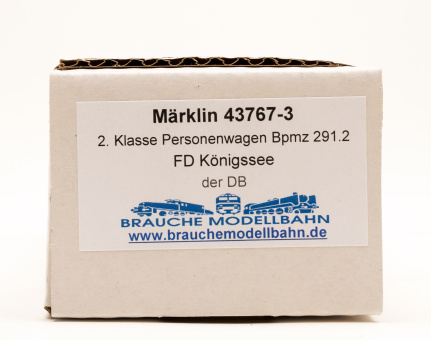 Märklin 43767-3
2. Klasse Personenwagen Bpmz 291.2
FD Königssee
der DB
BRAUCHE MODELLBAHN
www.brauchemodellbahn.de